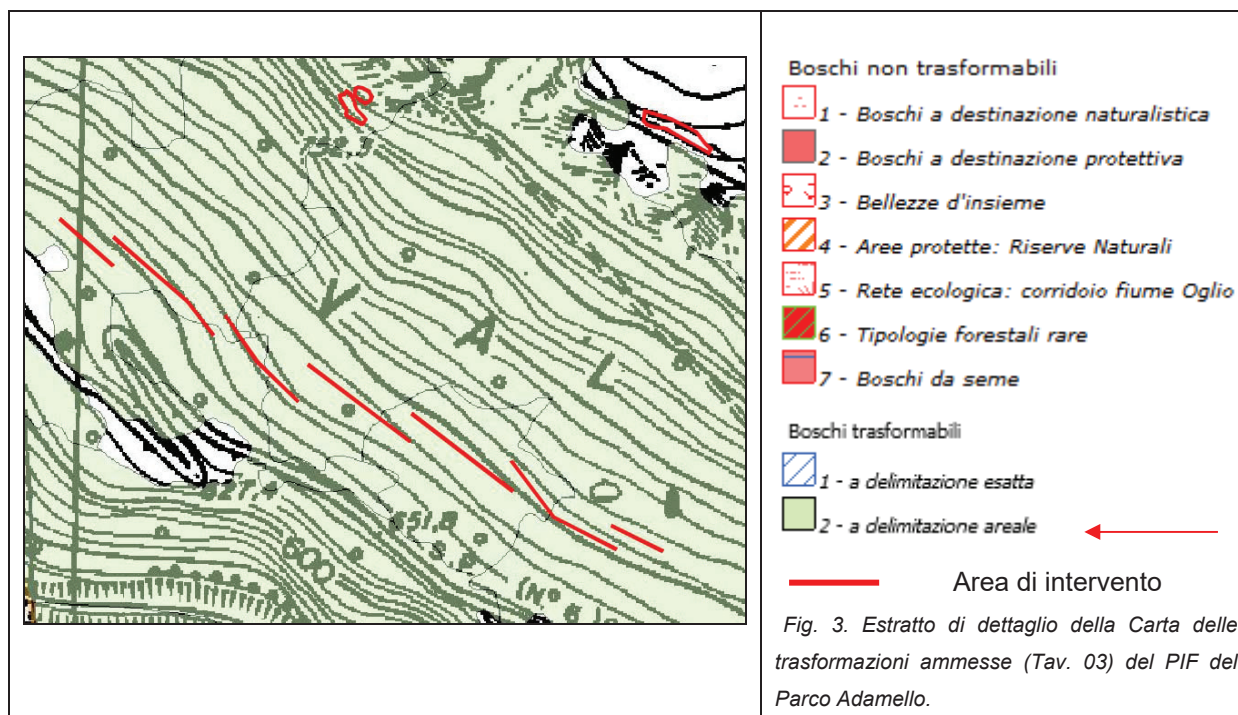 V
A
L
600
Boschi non trasformabili
1 - Boschi a destinazione naturalistica
2 - Boschi a destinazione protettiva
3 - Bellezze d'insieme
4 - Aree protette: Riserve Naturali
5 - Rete ecologica: corridoio fiume Oglio
6 - Tipologie forestali rare
7 - Boschi da seme
Boschi trasformabili
1 - a delimitazione esatta
2 - a delimitazione areale
Area di intervento
Fig. 3. Estratto di dettaglio della Carta delle
trasformazioni ammesse (Tav. 03) del PIF del
Parco Adamello.